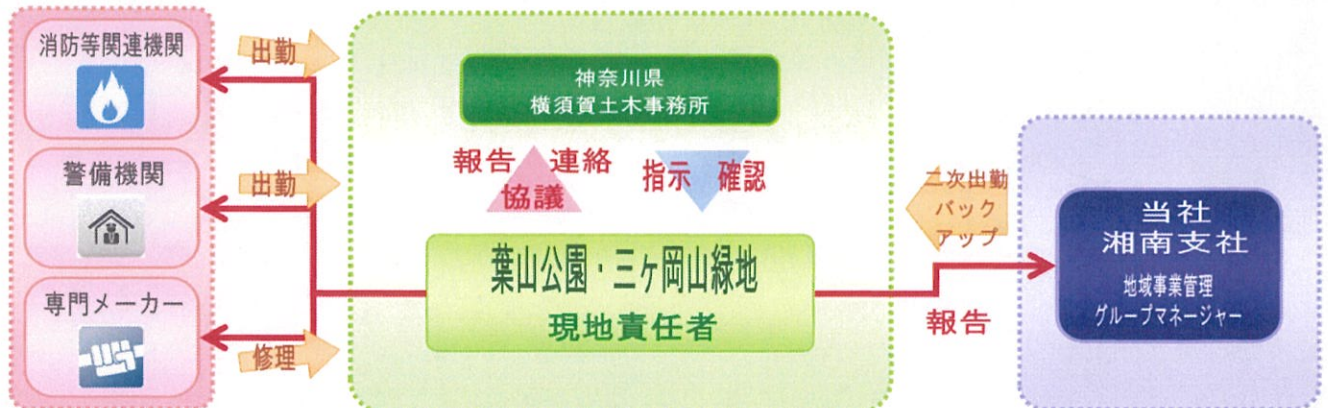 消防等関連機関
出勤
警備機関
出勤
専門メーカー
修理
神奈川県
横須賀土木事務所
報告 連絡
協議
指示 確認
葉山公園・三ヶ岡山緑地
現地責任者
二次出勤
バック
アップ
報告
当社
湘南支社
地域事業管理
グループマネージャー